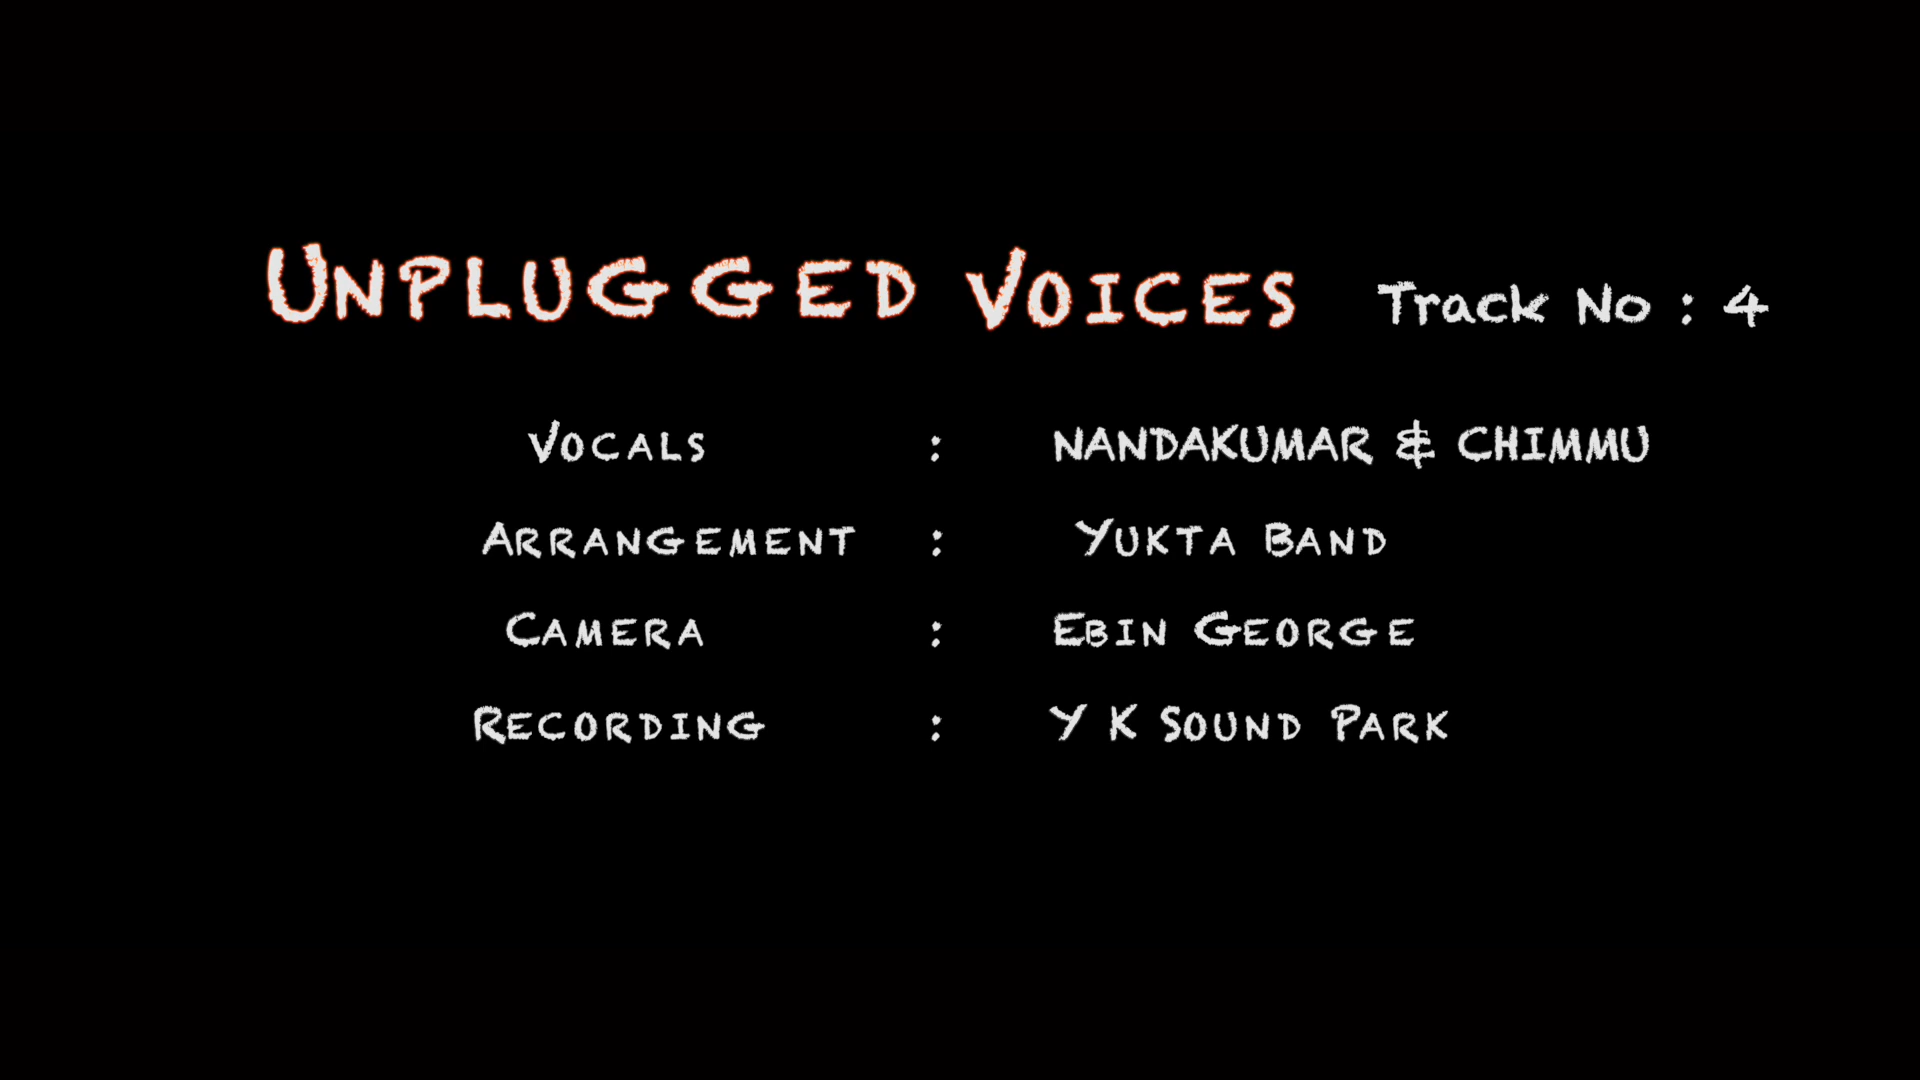 UNPLUGGED VOICES Track No : 4
VOCALS : NANDAKUMAR & CHIMMU
ARRANGEMENT : YUKTA BAND
CAMERA : EBIN GEORGE
RECORDING : Y K SOUND PARK